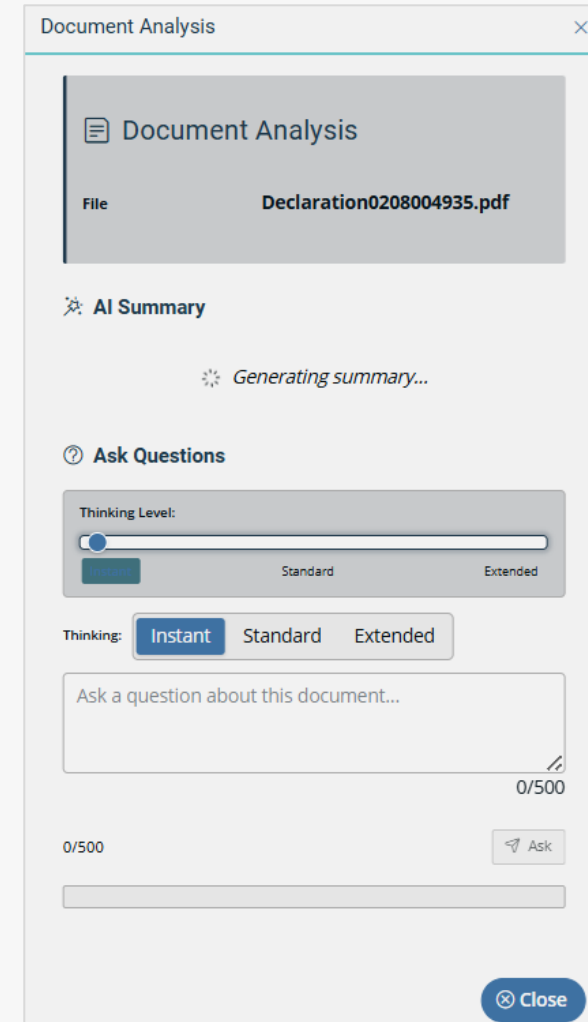 Document Analysis
Document Analysis
File Declaration0208004935.pdf
AI Summary
Generating summary...
Ask Questions
Thinking Level:
Instant Standard Extended
Thinking: Instant Standard Extended
Ask a question about this document...
0/500
0/500 Ask
Close